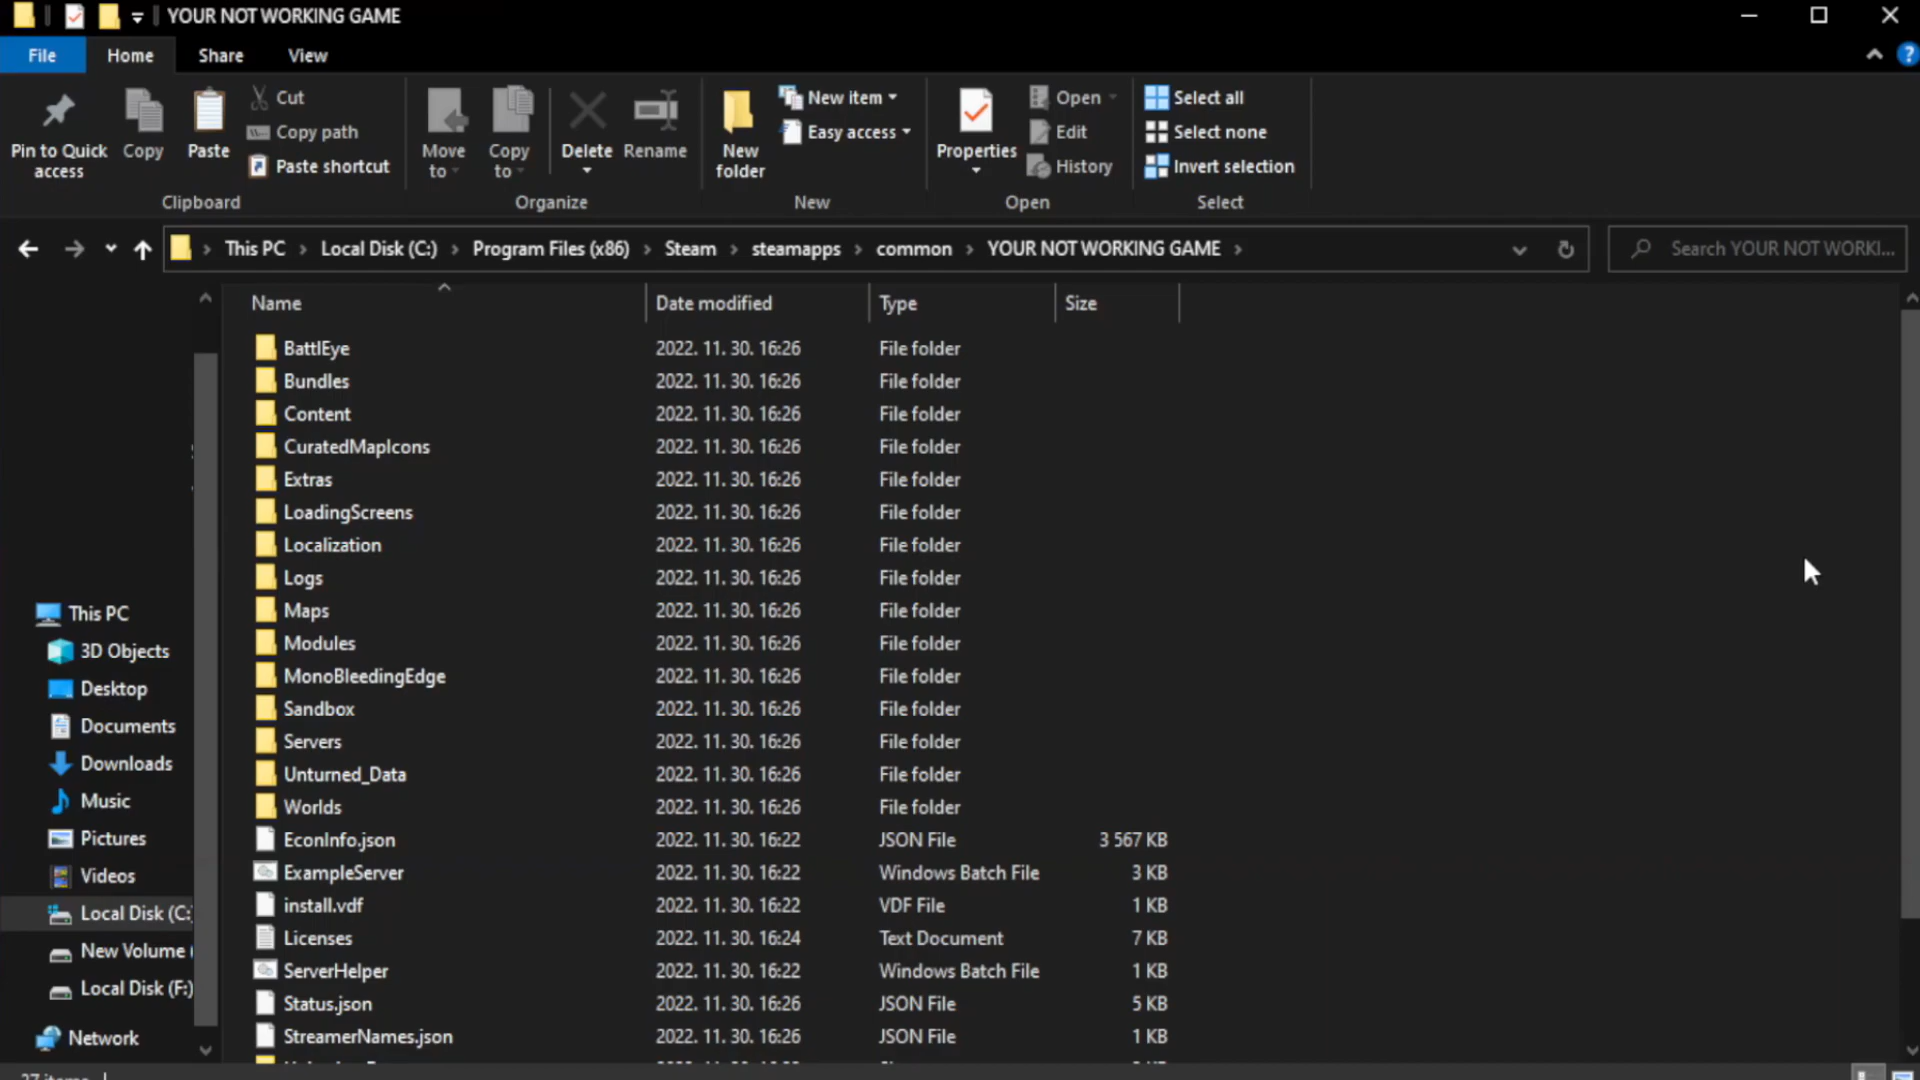 YOUR NOT WORKING GAME
File Home Share View
Pin to Quick access
Copy
Paste
Cut
Copy path
Paste shortcut
Clipboard
Move to
Copy to
Delete
Rename
Organize
New folder
New item
Easy access
New
Properties
Open
Edit
History
Open
Select all
Select none
Invert selection
Select
This PC > Local Disk (C:) > Program Files (x86) > Steam > steamapps > common > YOUR NOT WORKING GAME >
Search YOUR NOT WORKI...
This PC
3D Objects
Desktop
Documents
Downloads
Music
Pictures
Videos
Local Disk (C:
New Volume (
Local Disk (F:)
Network
Name Date modified Type Size
BattlEye 2022. 11. 30. 16:26 File folder
Bundles 2022. 11. 30. 16:26 File folder
Content 2022. 11. 30. 16:26 File folder
CuratedMapIcons 2022. 11. 30. 16:26 File folder
Extras 2022. 11. 30. 16:26 File folder
LoadingScreens 2022. 11. 30. 16:26 File folder
Localization 2022. 11. 30. 16:26 File folder
Logs 2022. 11. 30. 16:26 File folder
Maps 2022. 11. 30. 16:26 File folder
Modules 2022. 11. 30. 16:26 File folder
MonoBleedingEdge 2022. 11. 30. 16:26 File folder
Sandbox 2022. 11. 30. 16:26 File folder
Servers 2022. 11. 30. 16:26 File folder
Unturned_Data 2022. 11. 30. 16:26 File folder
Worlds 2022. 11. 30. 16:26 File folder
EconInfo.json 2022. 11. 30. 16:22 JSON File 3 567 KB
ExampleServer 2022. 11. 30. 16:22 Windows Batch File 3 KB
install.vdf 2022. 11. 30. 16:22 VDF File 1 KB
Licenses 2022. 11. 30. 16:24 Text Document 7 KB
ServerHelper 2022. 11. 30. 16:22 Windows Batch File 1 KB
Status.json 2022. 11. 30. 16:26 JSON File 5 KB
StreamerNames.json 2022. 11. 30. 16:26 JSON File 1 KB
27 items